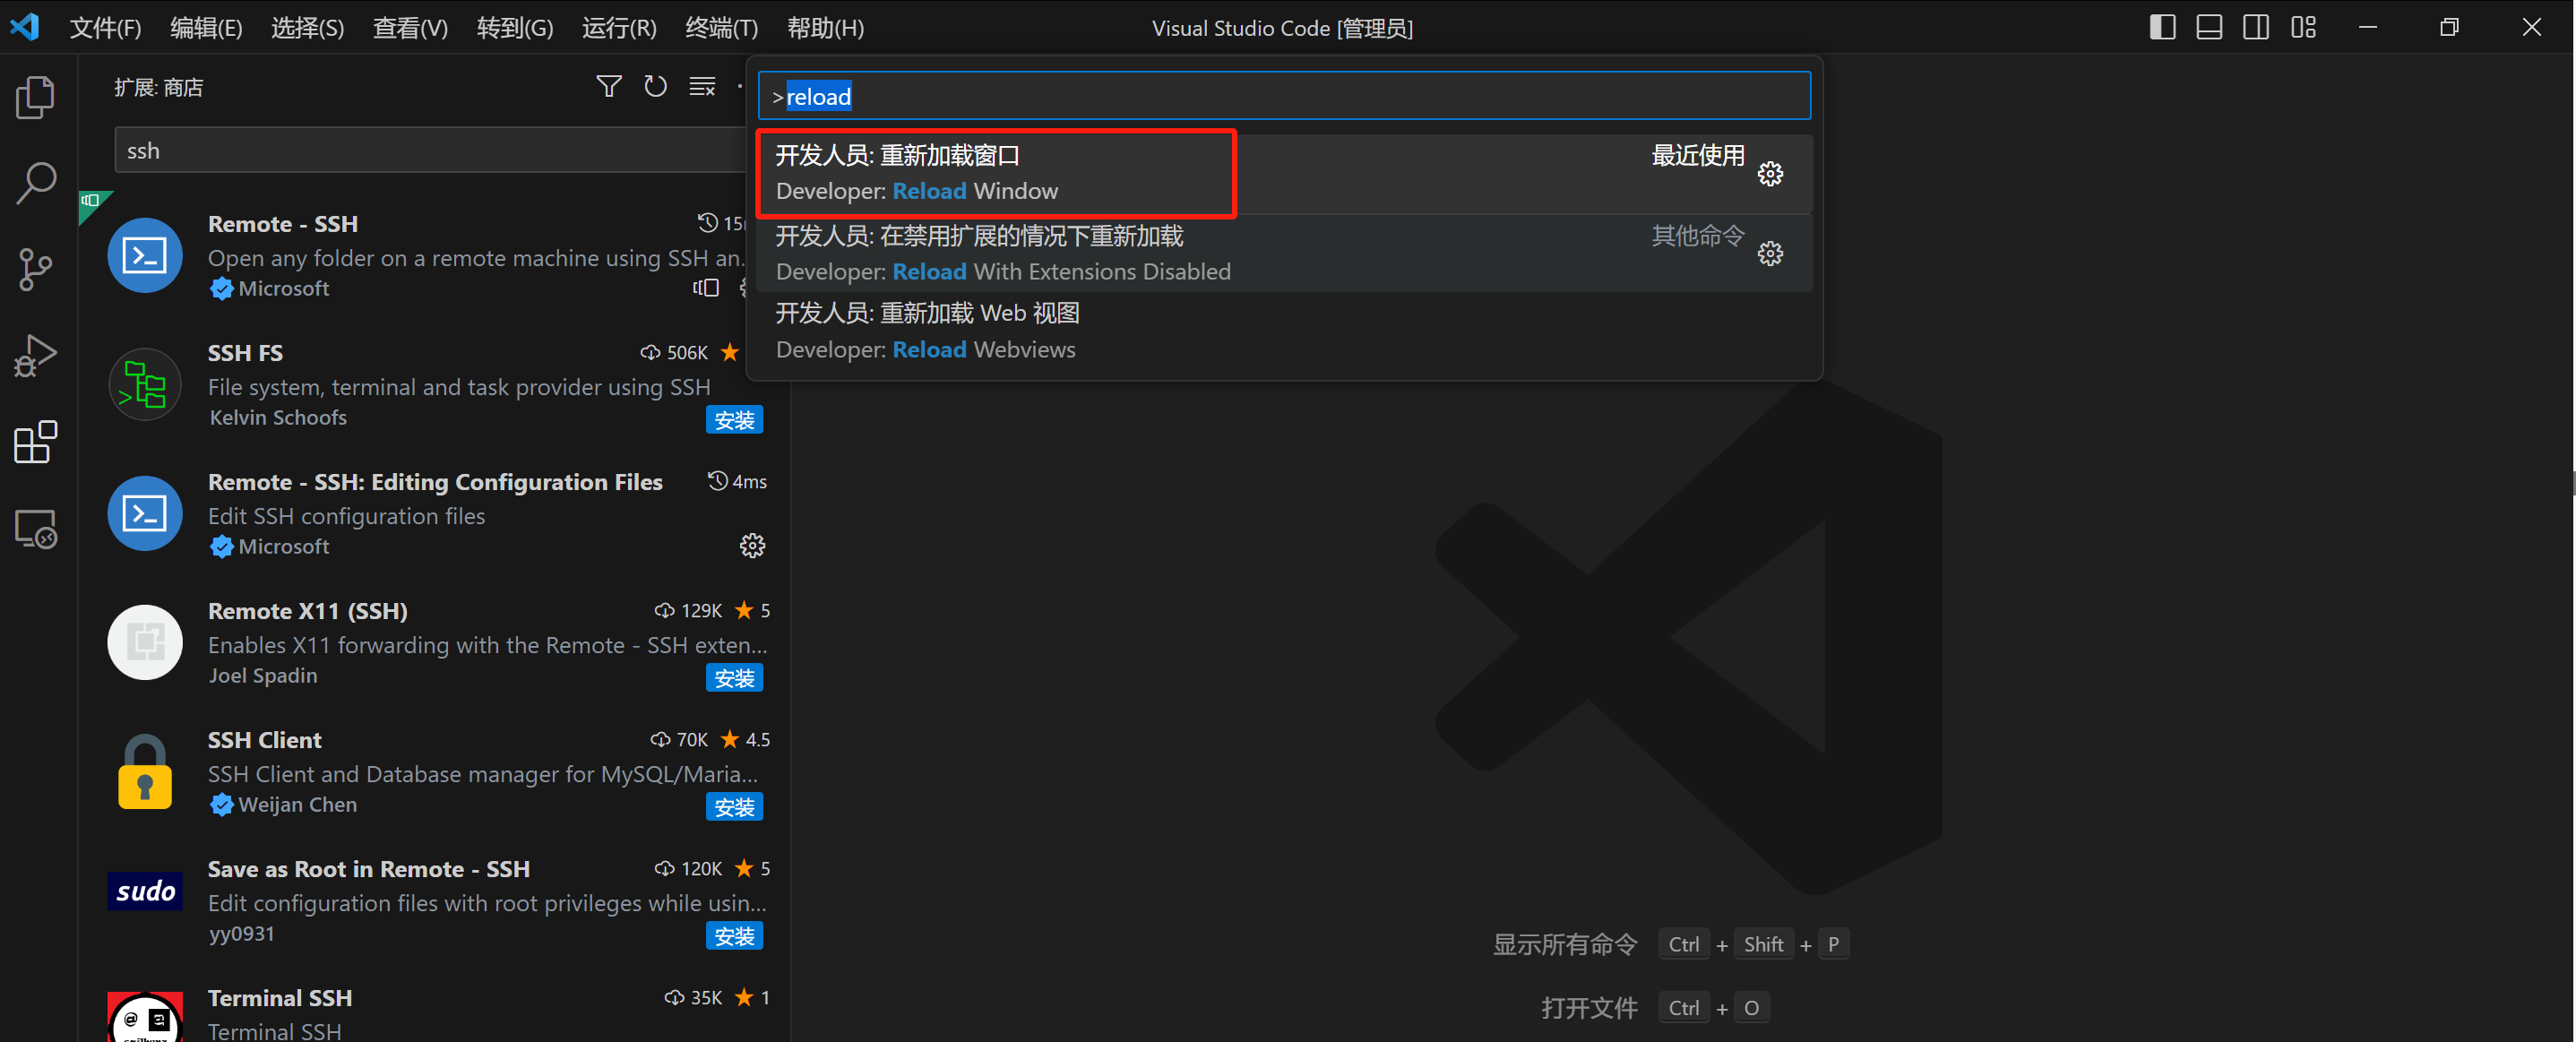 文件(F) 编辑(E) 选择(S) 查看(V) 转到(G) 运行(R) 终端(T) 帮助(H) Visual Studio Code [管理员]
扩展: 商店
ssh
Remote - SSH 15
Open any folder on a remote machine using SSH an...
Microsoft
SSH FS 506K
File system, terminal and task provider using SSH
Kelvin Schoofs 安装
Remote - SSH: Editing Configuration Files 4ms
Edit SSH configuration files
Microsoft
Remote X11 (SSH) 129K 5
Enables X11 forwarding with the Remote - SSH exten...
Joel Spadin 安装
SSH Client 70K 4.5
SSH Client and Database manager for MySQL/Maria...
Weijan Chen 安装
sudo
Save as Root in Remote - SSH 120K 5
Edit configuration files with root privileges while usin...
yy0931 安装
Terminal SSH 35K 1
Terminal SSH
>reload
开发人员: 重新加载窗口 最近使用
Developer: Reload Window
开发人员: 在禁用扩展的情况下重新加载 其他命令
Developer: Reload With Extensions Disabled
开发人员: 重新加载 Web 视图
Developer: Reload Webviews
显示所有命令 Ctrl + Shift + P
打开文件 Ctrl + O